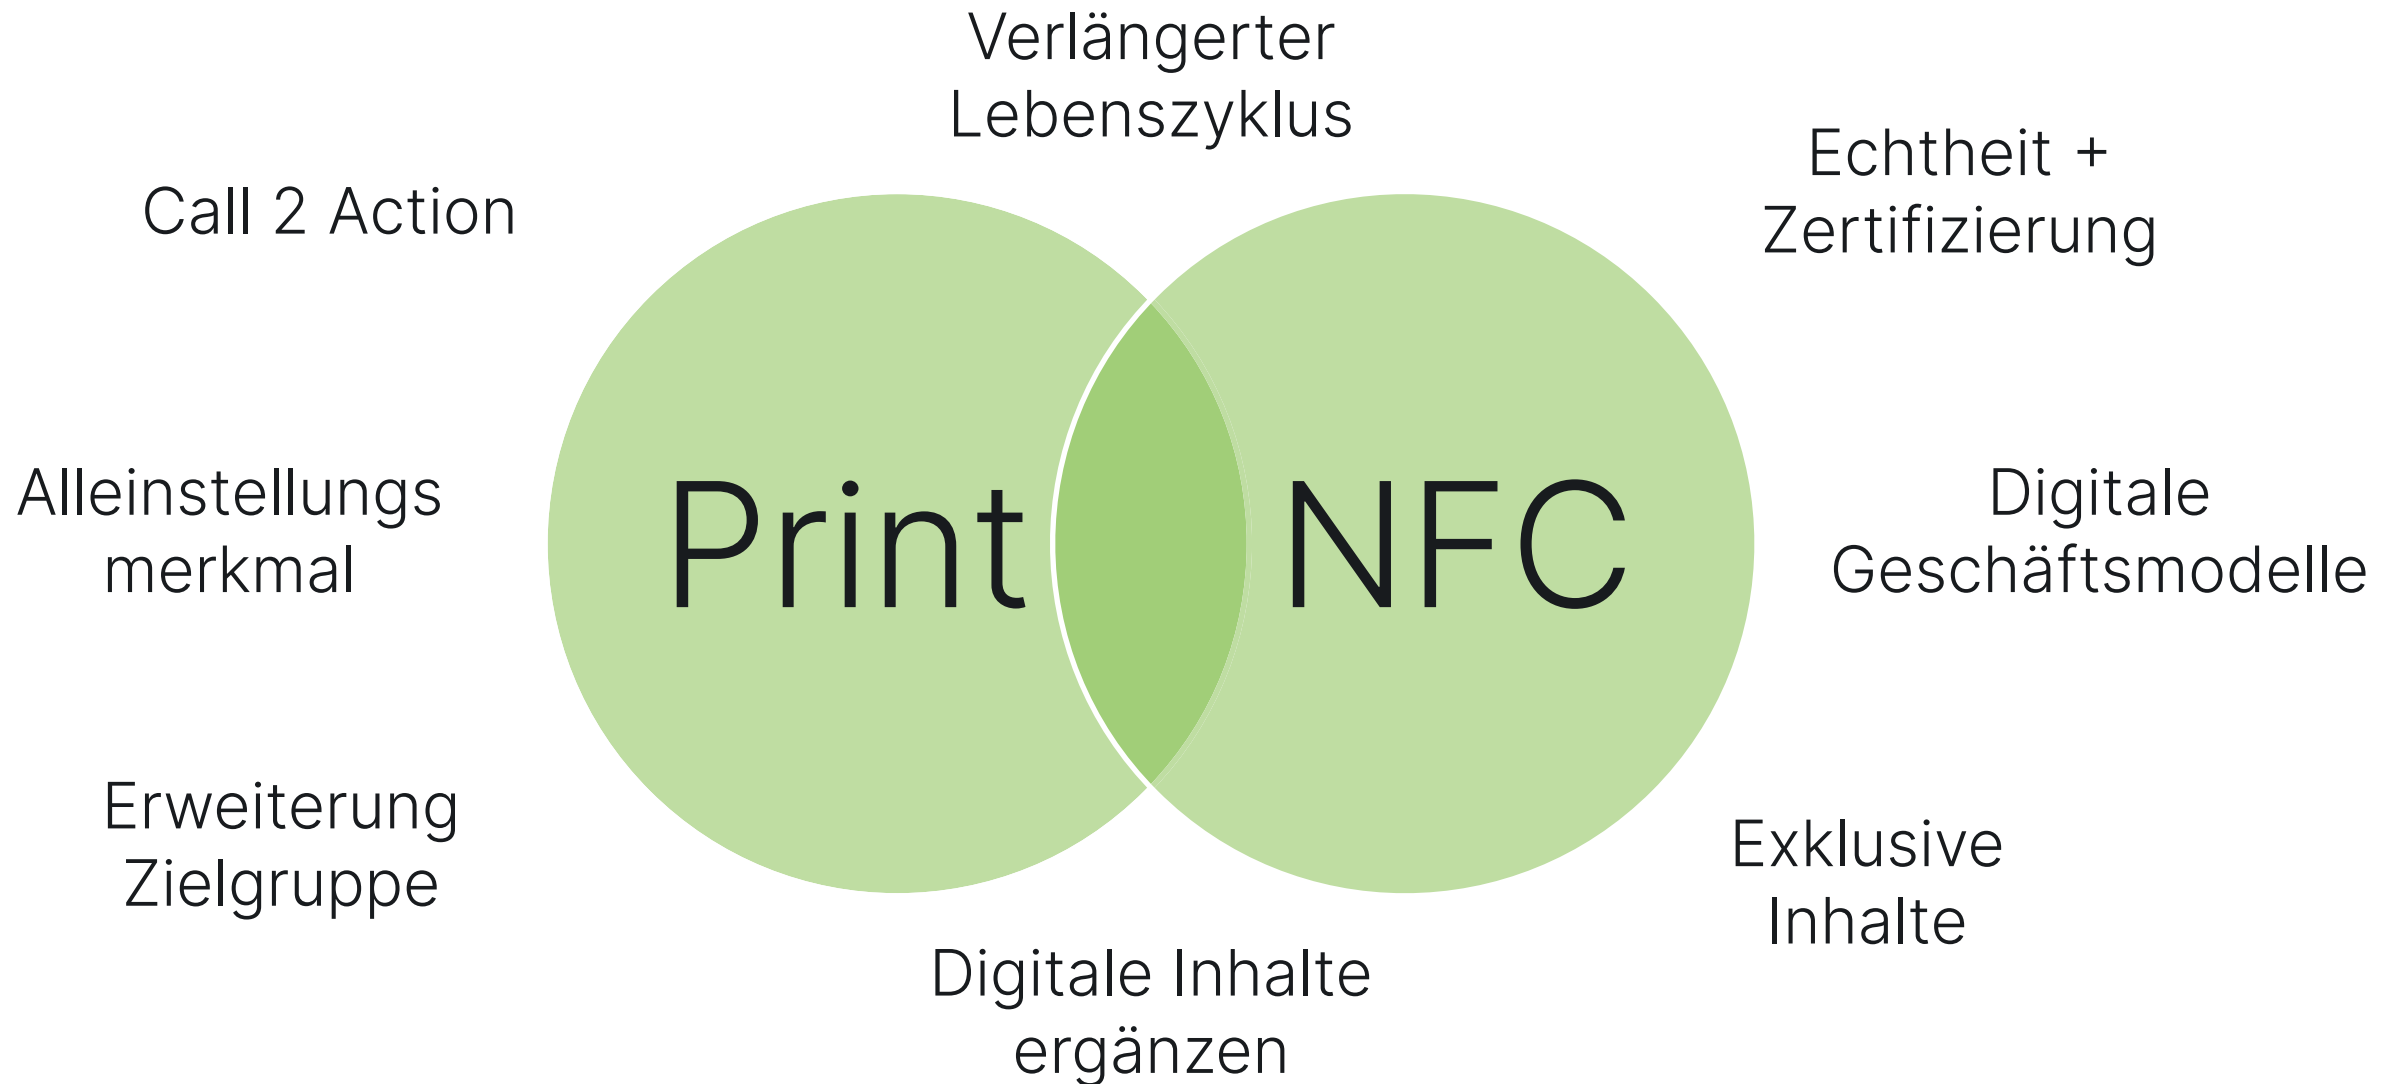 Verlängerter
Lebenszyklus
Call 2 Action
Echtheit +
Zertifizierung
Alleinstellungs
merkmal
Print
NFC
Digitale
Geschäftsmodelle
Erweiterung
Zielgruppe
Exklusive
Inhalte
Digitale Inhalte
ergänzen